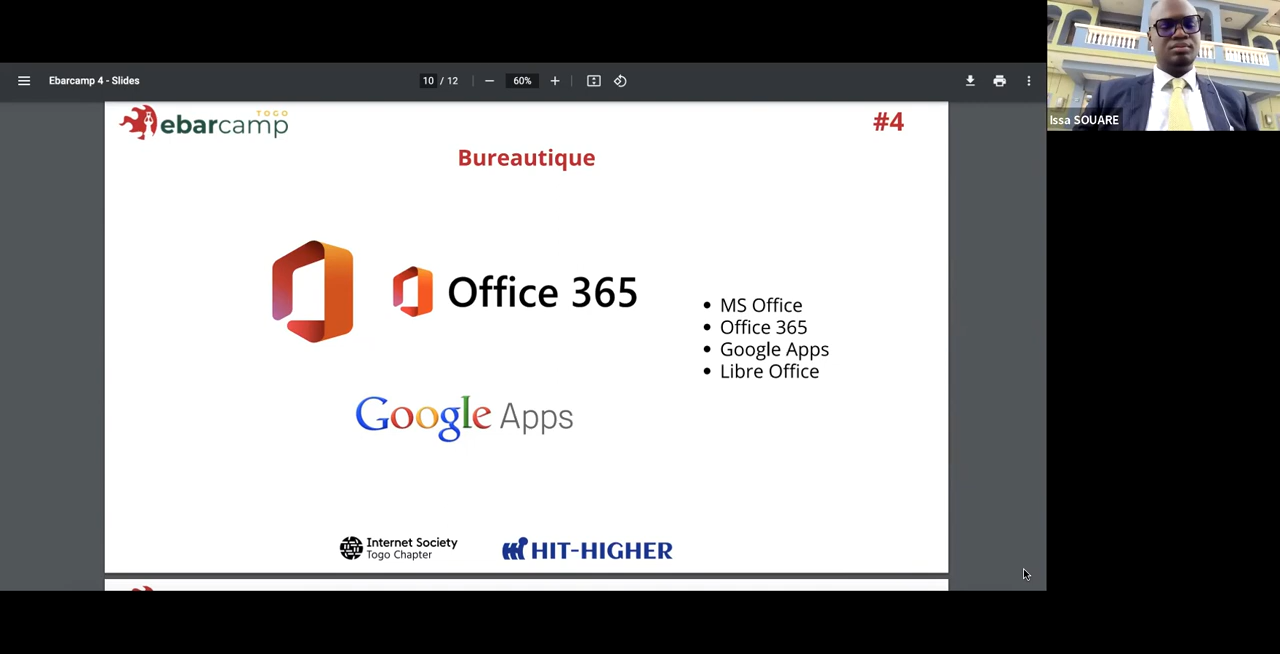 Ebarcamp 4 - Slides
10 / 12
60%
Issa SOUARE
TOGO
ebarcamp
#4
Bureautique
Office 365
• MS Office
• Office 365
• Google Apps
• Libre Office
Google Apps
Internet Society
Togo Chapter
HIT-HIGHER